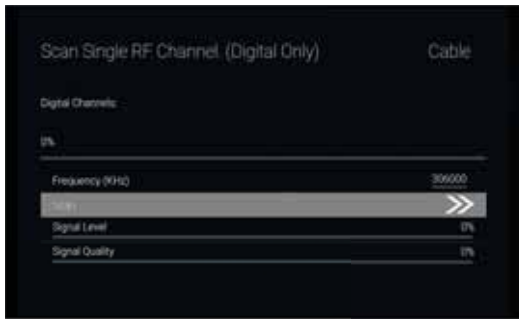 Scan Single RF Channel (Digital Only) Cable
Digital Channels:
0%
Frequency (KHz) 306000
Scan
Signal Level 0%
Signal Quality 0%